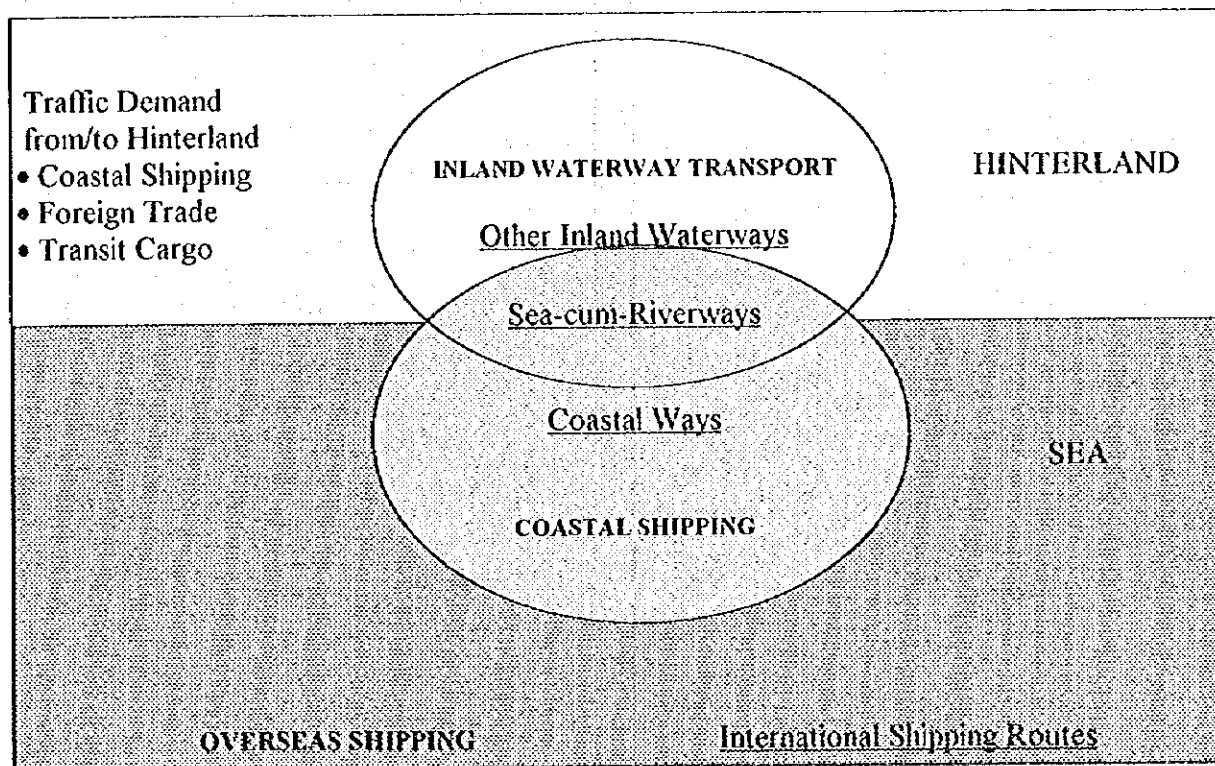 Traffic Demand
from/to Hinterland
• Coastal Shipping
• Foreign Trade
• Transit Cargo
INLAND WATERWAY TRANSPORT
HINTERLAND
Other Inland Waterways
Sea-cum-Riverways
Coastal Ways
SEA
COASTAL SHIPPING
OVERSEAS SHIPPING
International Shipping Routes